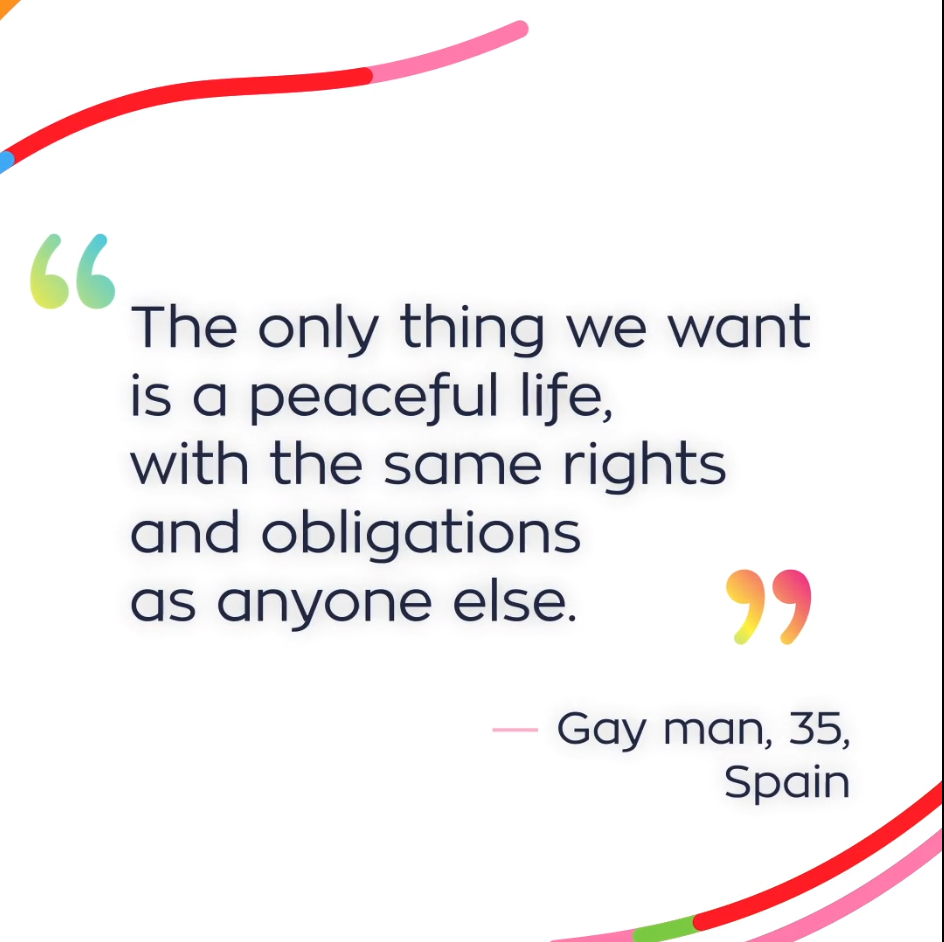 “
The only thing we want
is a peaceful life,
with the same rights
and obligations
as anyone else.
”
— Gay man, 35,
Spain